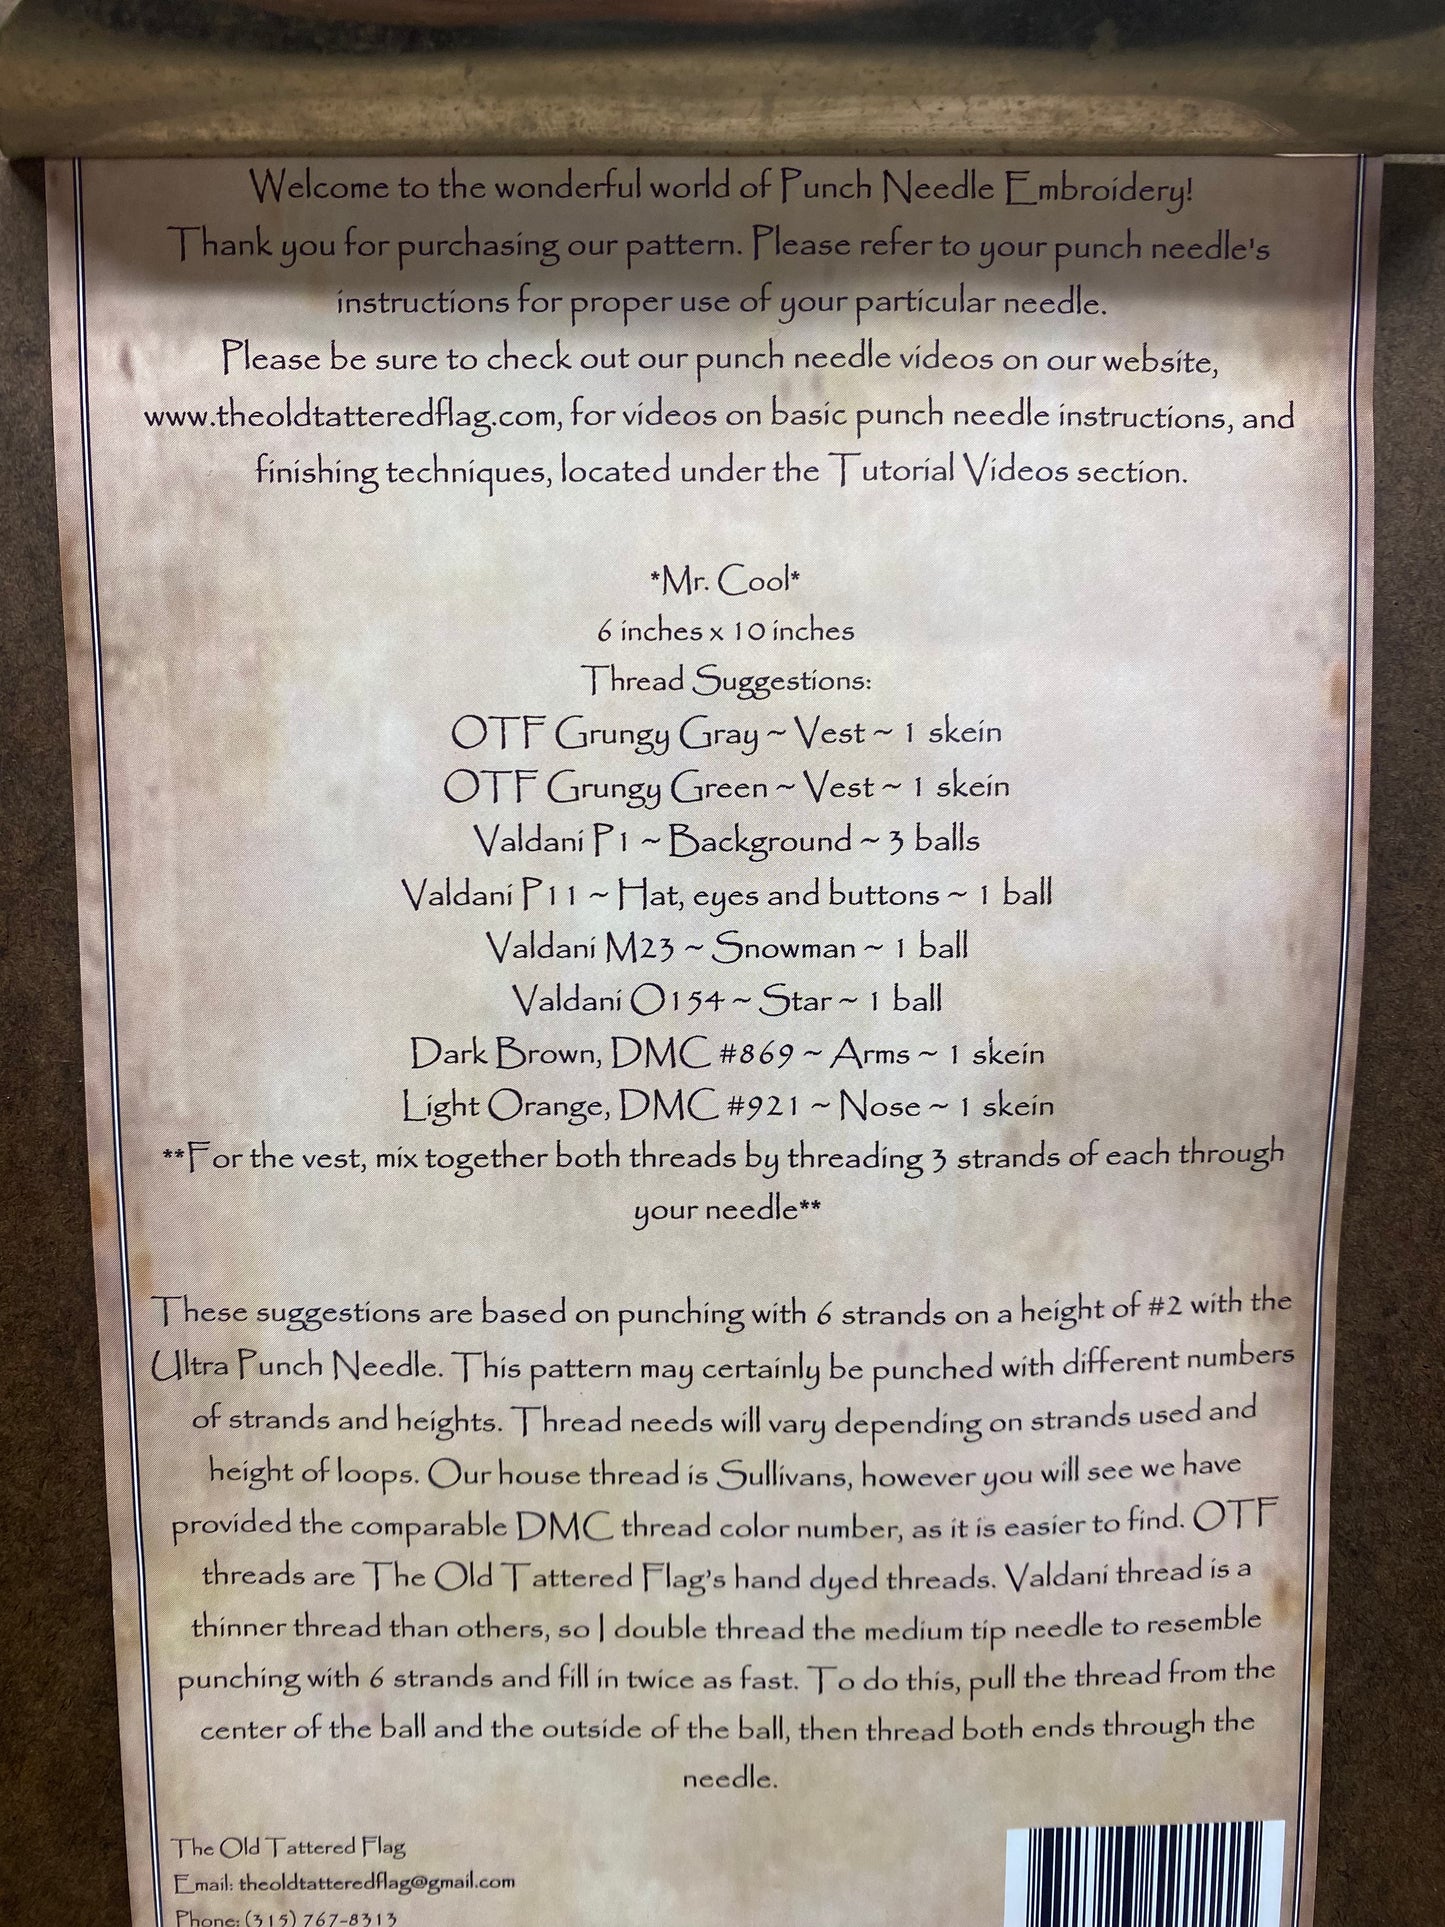 Welcome to the wonderful world of Punch Needle Embroidery!
Thank you for purchasing our pattern. Please refer to your punch needle's
instructions for proper use of your particular needle.
Please be sure to check out our punch needle videos on our website,
www.theoldtatteredflag.com, for videos on basic punch needle instructions, and
finishing techniques, located under the Tutorial Videos section.
*Mr. Cool*
6 inches x 10 inches
Thread Suggestions:
OTF Grungy Gray ~ Vest ~ 1 skein
OTF Grungy Green ~ Vest ~ 1 skein
Valdani P1 ~ Background ~ 3 balls
Valdani P11 ~ Hat, eyes and buttons ~ 1 ball
Valdani M23 ~ Snowman ~ 1 ball
Valdani O154 ~ Star ~ 1 ball
Dark Brown, DMC #869 ~ Arms ~ 1 skein
Light Orange, DMC #921 ~ Nose ~ 1 skein
**For the vest, mix together both threads by threading 3 strands of each through
your needle**
These suggestions are based on punching with 6 strands on a height of #2 with the
Ultra Punch Needle. This pattern may certainly be punched with different numbers
of strands and heights. Thread needs will vary depending on strands used and
height of loops. Our house thread is Sullivans, however you will see we have
provided the comparable DMC thread color number, as it is easier to find. OTF
threads are The Old Tattered Flag's hand dyed threads. Valdani thread is a
thinner thread than others, so I double thread the medium tip needle to resemble
punching with 6 strands and fill in twice as fast. To do this, pull the thread from the
center of the ball and the outside of the ball, then thread both ends through the
needle.
The Old Tattered Flag
Email: theoldtatteredflag@gmail.com
Phone: (315) 767-8313